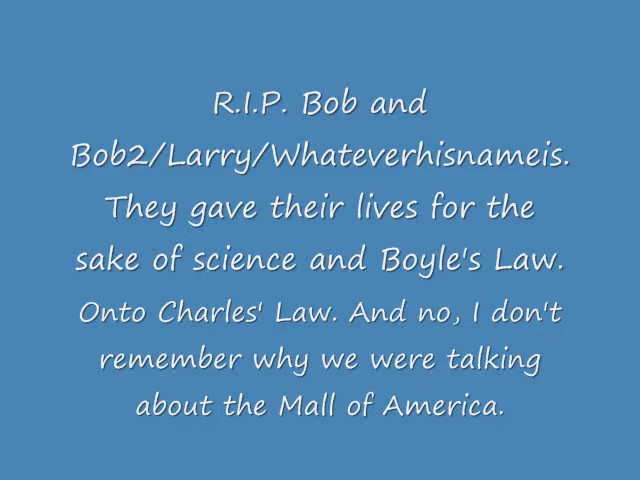 R.I.P. Bob and
Bob2/Larry/Whateverhisnameis.
They gave their lives for the
sake of science and Boyle's Law.
Onto Charles' Law. And no, I don't
remember why we were talking
about the Mall of America.